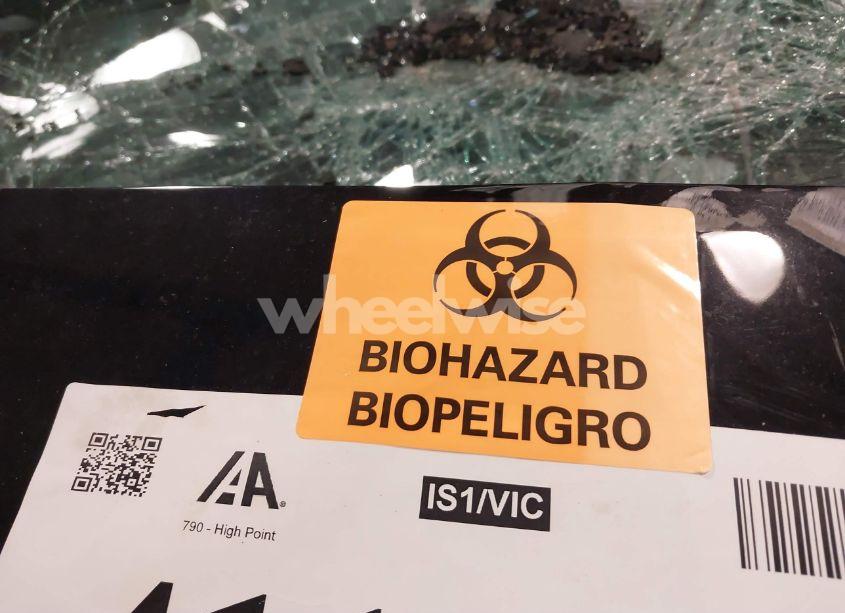 wheelwise
BIOHAZARD
BIOPELIGRO
IAA
790 - High Point
IS1/VIC